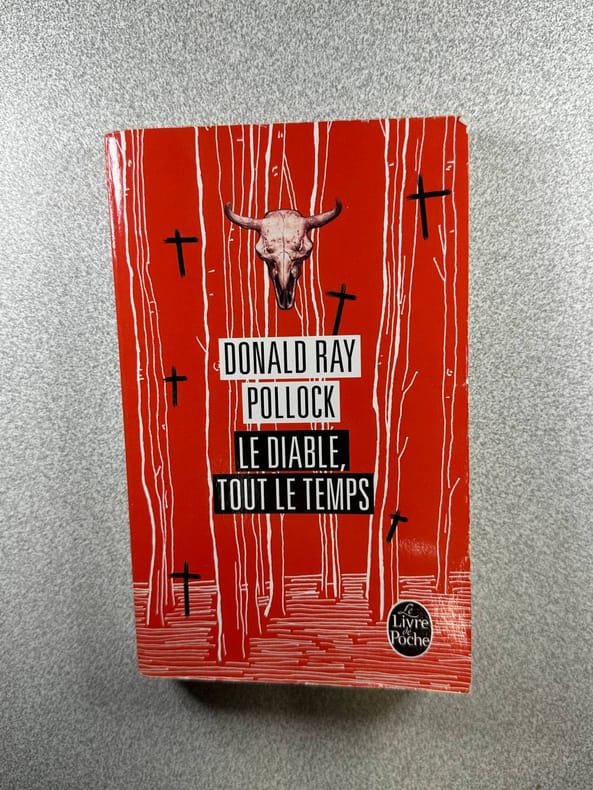 DONALD RAY
POLLOCK
LE DIABLE,
TOUT LE TEMPS
Le
Livre
de
Poche